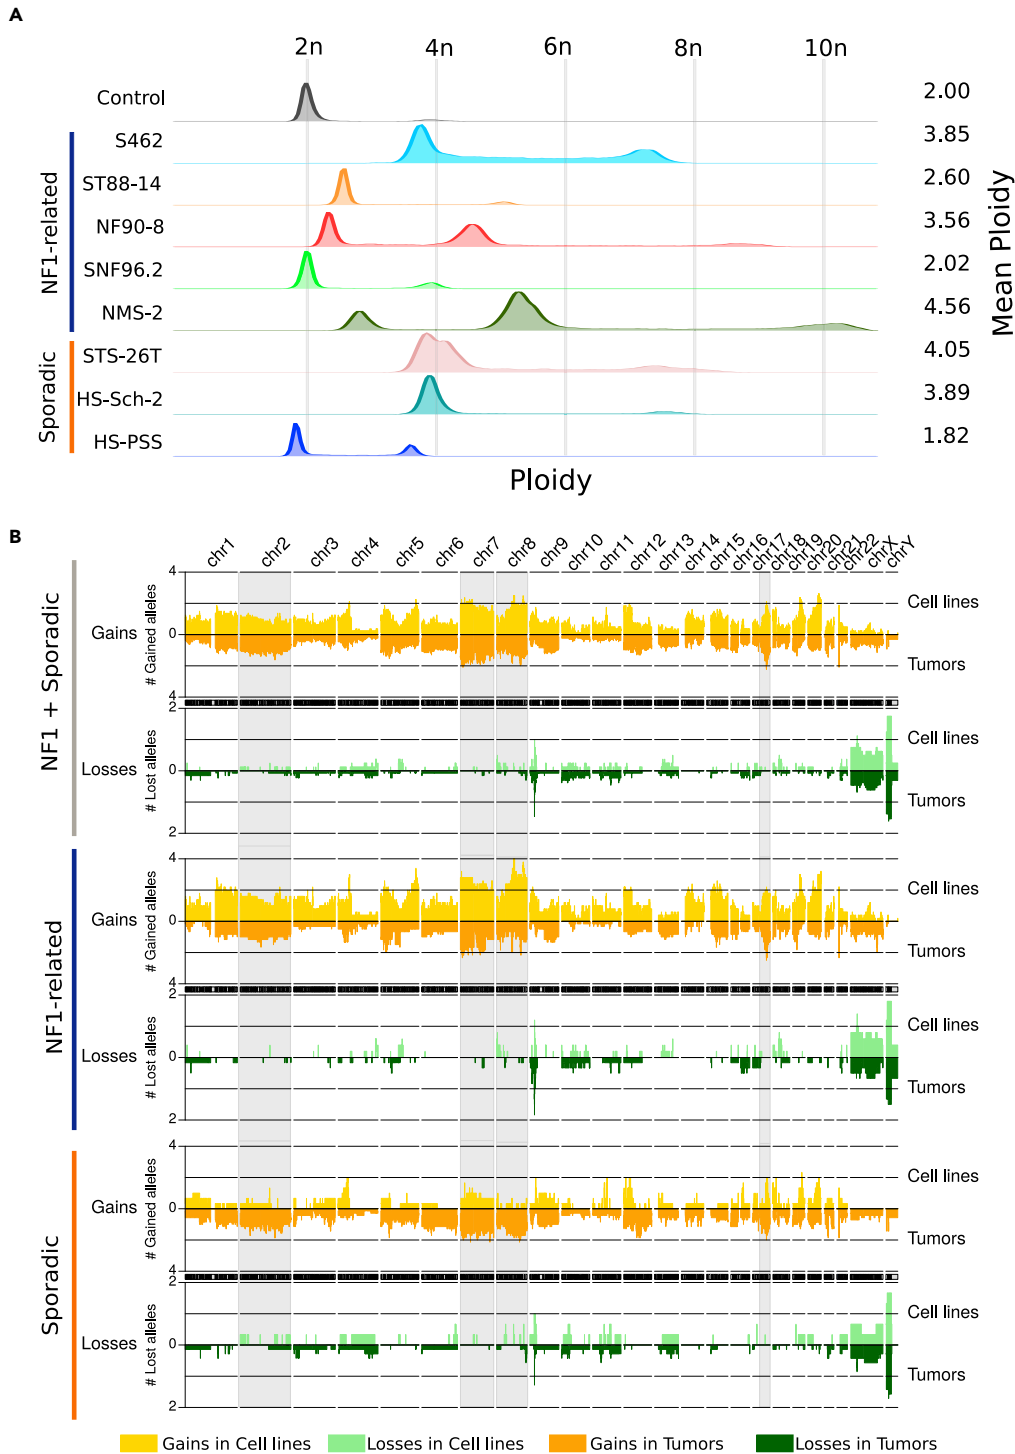 A
2n 4n 6n 8n 10n
Control 2.00
S462 3.85
ST88-14 2.60
NF90-8 3.56
SNF96.2 2.02
NMS-2 4.56
STS-26T 4.05
HS-Sch-2 3.89
HS-PSS 1.82
NF1-related
Sporadic
Mean Ploidy
Ploidy
B
chr1 chr2 chr3 chr4 chr5 chr6 chr7 chr8 chr9 chr10 chr11 chr12 chr13 chr14 chr15 chr16 chr17 chr18 chr19 chr20 chr21 chr22 chrX chrY
NF1 + Sporadic
Gains
# Gained alleles
4
0
4
Cell lines
Tumors
Losses
# Lost alleles
2
0
2
Cell lines
Tumors
NF1-related
Gains
# Gained alleles
4
0
4
Cell lines
Tumors
Losses
# Lost alleles
2
0
2
Cell lines
Tumors
Sporadic
Gains
# Gained alleles
4
0
4
Cell lines
Tumors
Losses
# Lost alleles
2
0
2
Cell lines
Tumors
Gains in Cell lines Losses in Cell lines Gains in Tumors Losses in Tumors